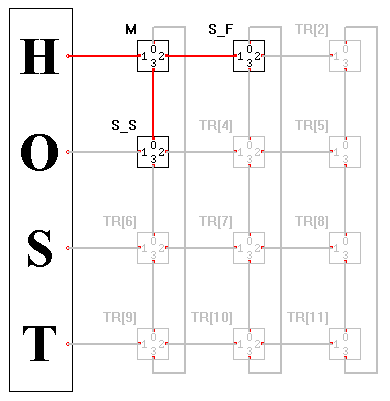 M S_F TR[2]
H 0 1 2 3 0 1 2 3 0 1 3
S_S TR[4] TR[5]
O 0 1 2 3 0 1 2 3 0 1 3
TR[6] TR[7] TR[8]
S 0 1 2 3 0 1 2 3 0 1 3
TR[9] TR[10] TR[11]
T 0 1 2 3 0 1 2 3 0 1 3